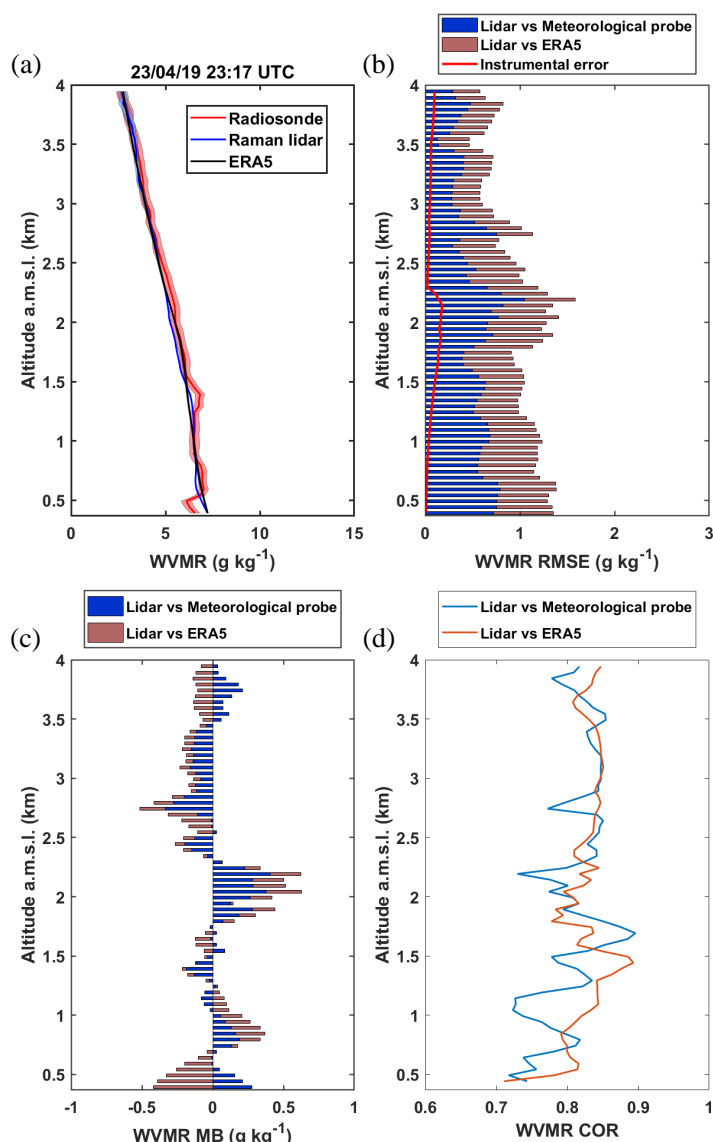 (a)
23/04/19 23:17 UTC
Radiosonde
Raman lidar
ERA5
4
3.5
3
2.5
2
1.5
1
0.5
Altitude a.m.s.l. (km)
0 5 10 15
WVMR (g kg-1)
Lidar vs Meteorological probe
Lidar vs ERA5
Instrumental error
(b)
4
3.5
3
2.5
2
1.5
1
0.5
Altitude a.m.s.l. (km)
0 1 2 3
WVMR RMSE (g kg-1)
Lidar vs Meteorological probe
Lidar vs ERA5
(c)
4
3.5
3
2.5
2
1.5
1
0.5
Altitude a.m.s.l. (km)
-1 -0.5 0 0.5 1
WVMR MB (g kg-1)
Lidar vs Meteorological probe
Lidar vs ERA5
(d)
4
3.5
3
2.5
2
1.5
1
0.5
Altitude a.m.s.l. (km)
0.6 0.7 0.8 0.9 1
WVMR COR